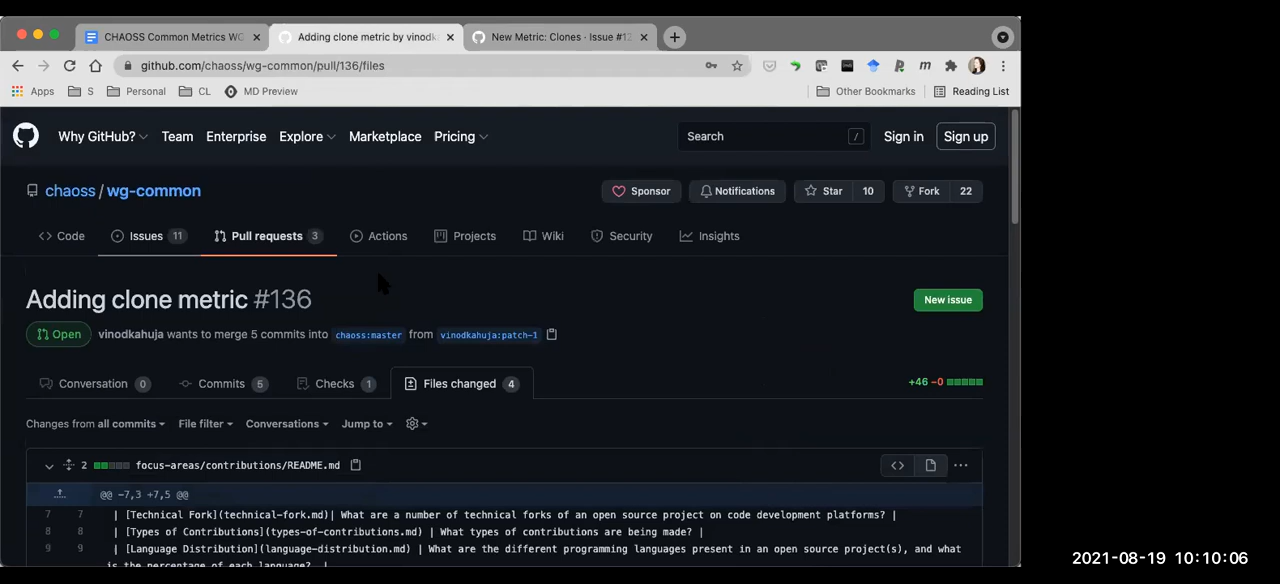 CHAOSS Common Metrics WG
Adding clone metric by vinodk
New Metric: Clones · Issue #12
github.com/chaoss/wg-common/pull/136/files
Apps S Personal CL MD Preview Other Bookmarks Reading List
Why GitHub? Team Enterprise Explore Marketplace Pricing Search / Sign in Sign up
chaoss / wg-common Sponsor Notifications Star 10 Fork 22
Code Issues 11 Pull requests 3 Actions Projects Wiki Security Insights
Adding clone metric #136 New issue
Open vinodkahuja wants to merge 5 commits into chaoss:master from vinodkahuja:patch-1
Conversation 0 Commits 5 Checks 1 Files changed 4 +46 −0
Changes from all commits File filter Conversations Jump to
2 focus-areas/contributions/README.md
@@ -7,3 +7,5 @@
7 7 | [Technical Fork](technical-fork.md)| What are a number of technical forks of an open source project on code development platforms? |
8 8 | [Types of Contributions](types-of-contributions.md) | What types of contributions are being made? |
9 9 | [Language Distribution](language-distribution.md) | What are the different programming languages present in an open source project(s), and what
is the percentage of each language? |
2021-08-19 10:10:06